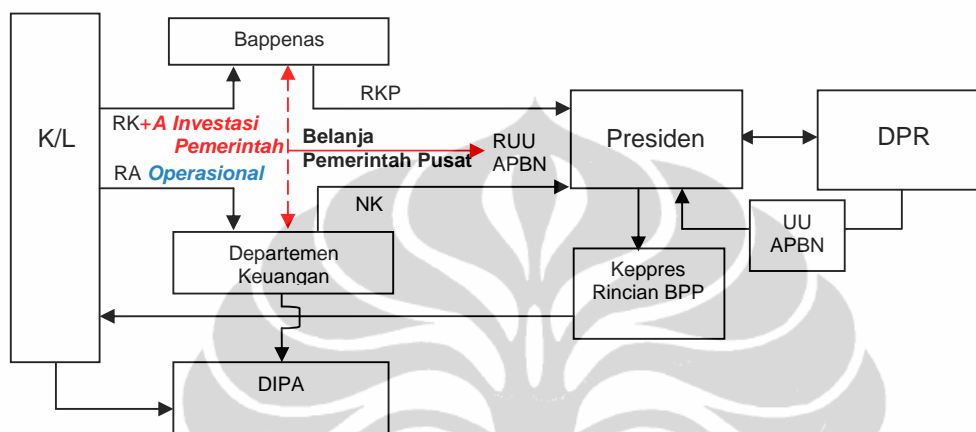 Bappenas
K/L
RKP
RK+A Investasi
Pemerintah
Belanja
Pemerintah Pusat
RUU
APBN
Presiden
DPR
RA Operasional
NK
UU
APBN
Departemen
Keuangan
Keppres
Rincian BPP
DIPA